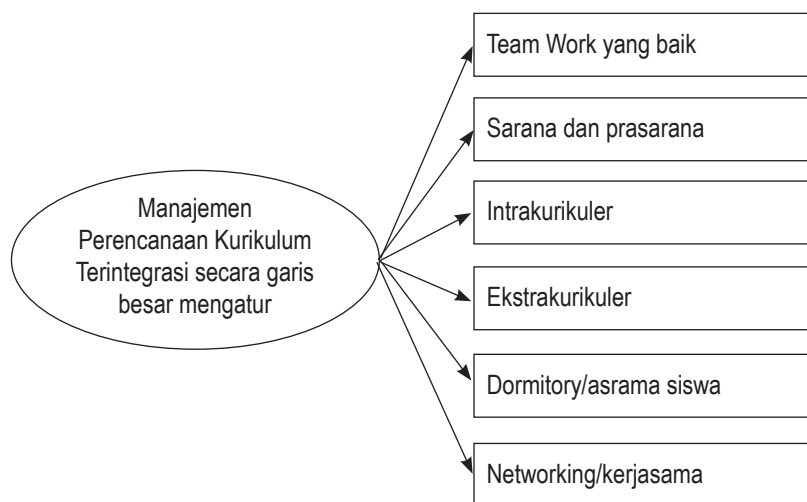 Manajemen
Perencanaan Kurikulum
Terintegrasi secara garis
besar mengatur
Team Work yang baik
Sarana dan prasarana
Intrakurikuler
Ekstrakurikuler
Dormitory/asrama siswa
Networking/kerjasama